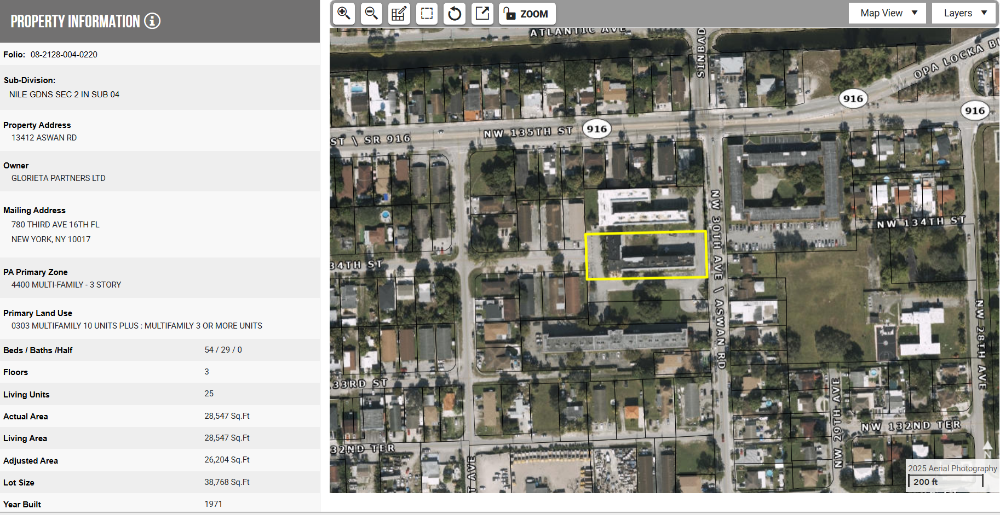 PROPERTY INFORMATION
Folio: 08-2128-004-0220
Sub-Division:
NILE GDNS SEC 2 IN SUB 04
Property Address
13412 ASWAN RD
Owner
GLORIETA PARTNERS LTD
Mailing Address
780 THIRD AVE 16TH FL
NEW YORK, NY 10017
PA Primary Zone
4400 MULTI-FAMILY - 3 STORY
Primary Land Use
0303 MULTIFAMILY 10 UNITS PLUS : MULTIFAMILY 3 OR MORE UNITS
Beds / Baths /Half 54 / 29 / 0
Floors 3
Living Units 25
Actual Area 28,547 Sq.Ft
Living Area 28,547 Sq.Ft
Adjusted Area 26,204 Sq.Ft
Lot Size 38,768 Sq.Ft
Year Built 1971
ZOOM
Map View
Layers
ATLANTIC AVE
SINBAD
OPA LOCKA BL
916
916
916
NW 135TH ST
ST \ SR 916
NW 30TH AVE \ ASWAN RD
NW 134TH ST
34TH ST
NW 28TH AVE
33RD ST
NW 29TH AVE
NW 132ND TER
32ND TER
T AVE
N
2025 Aerial Photography
200 ft